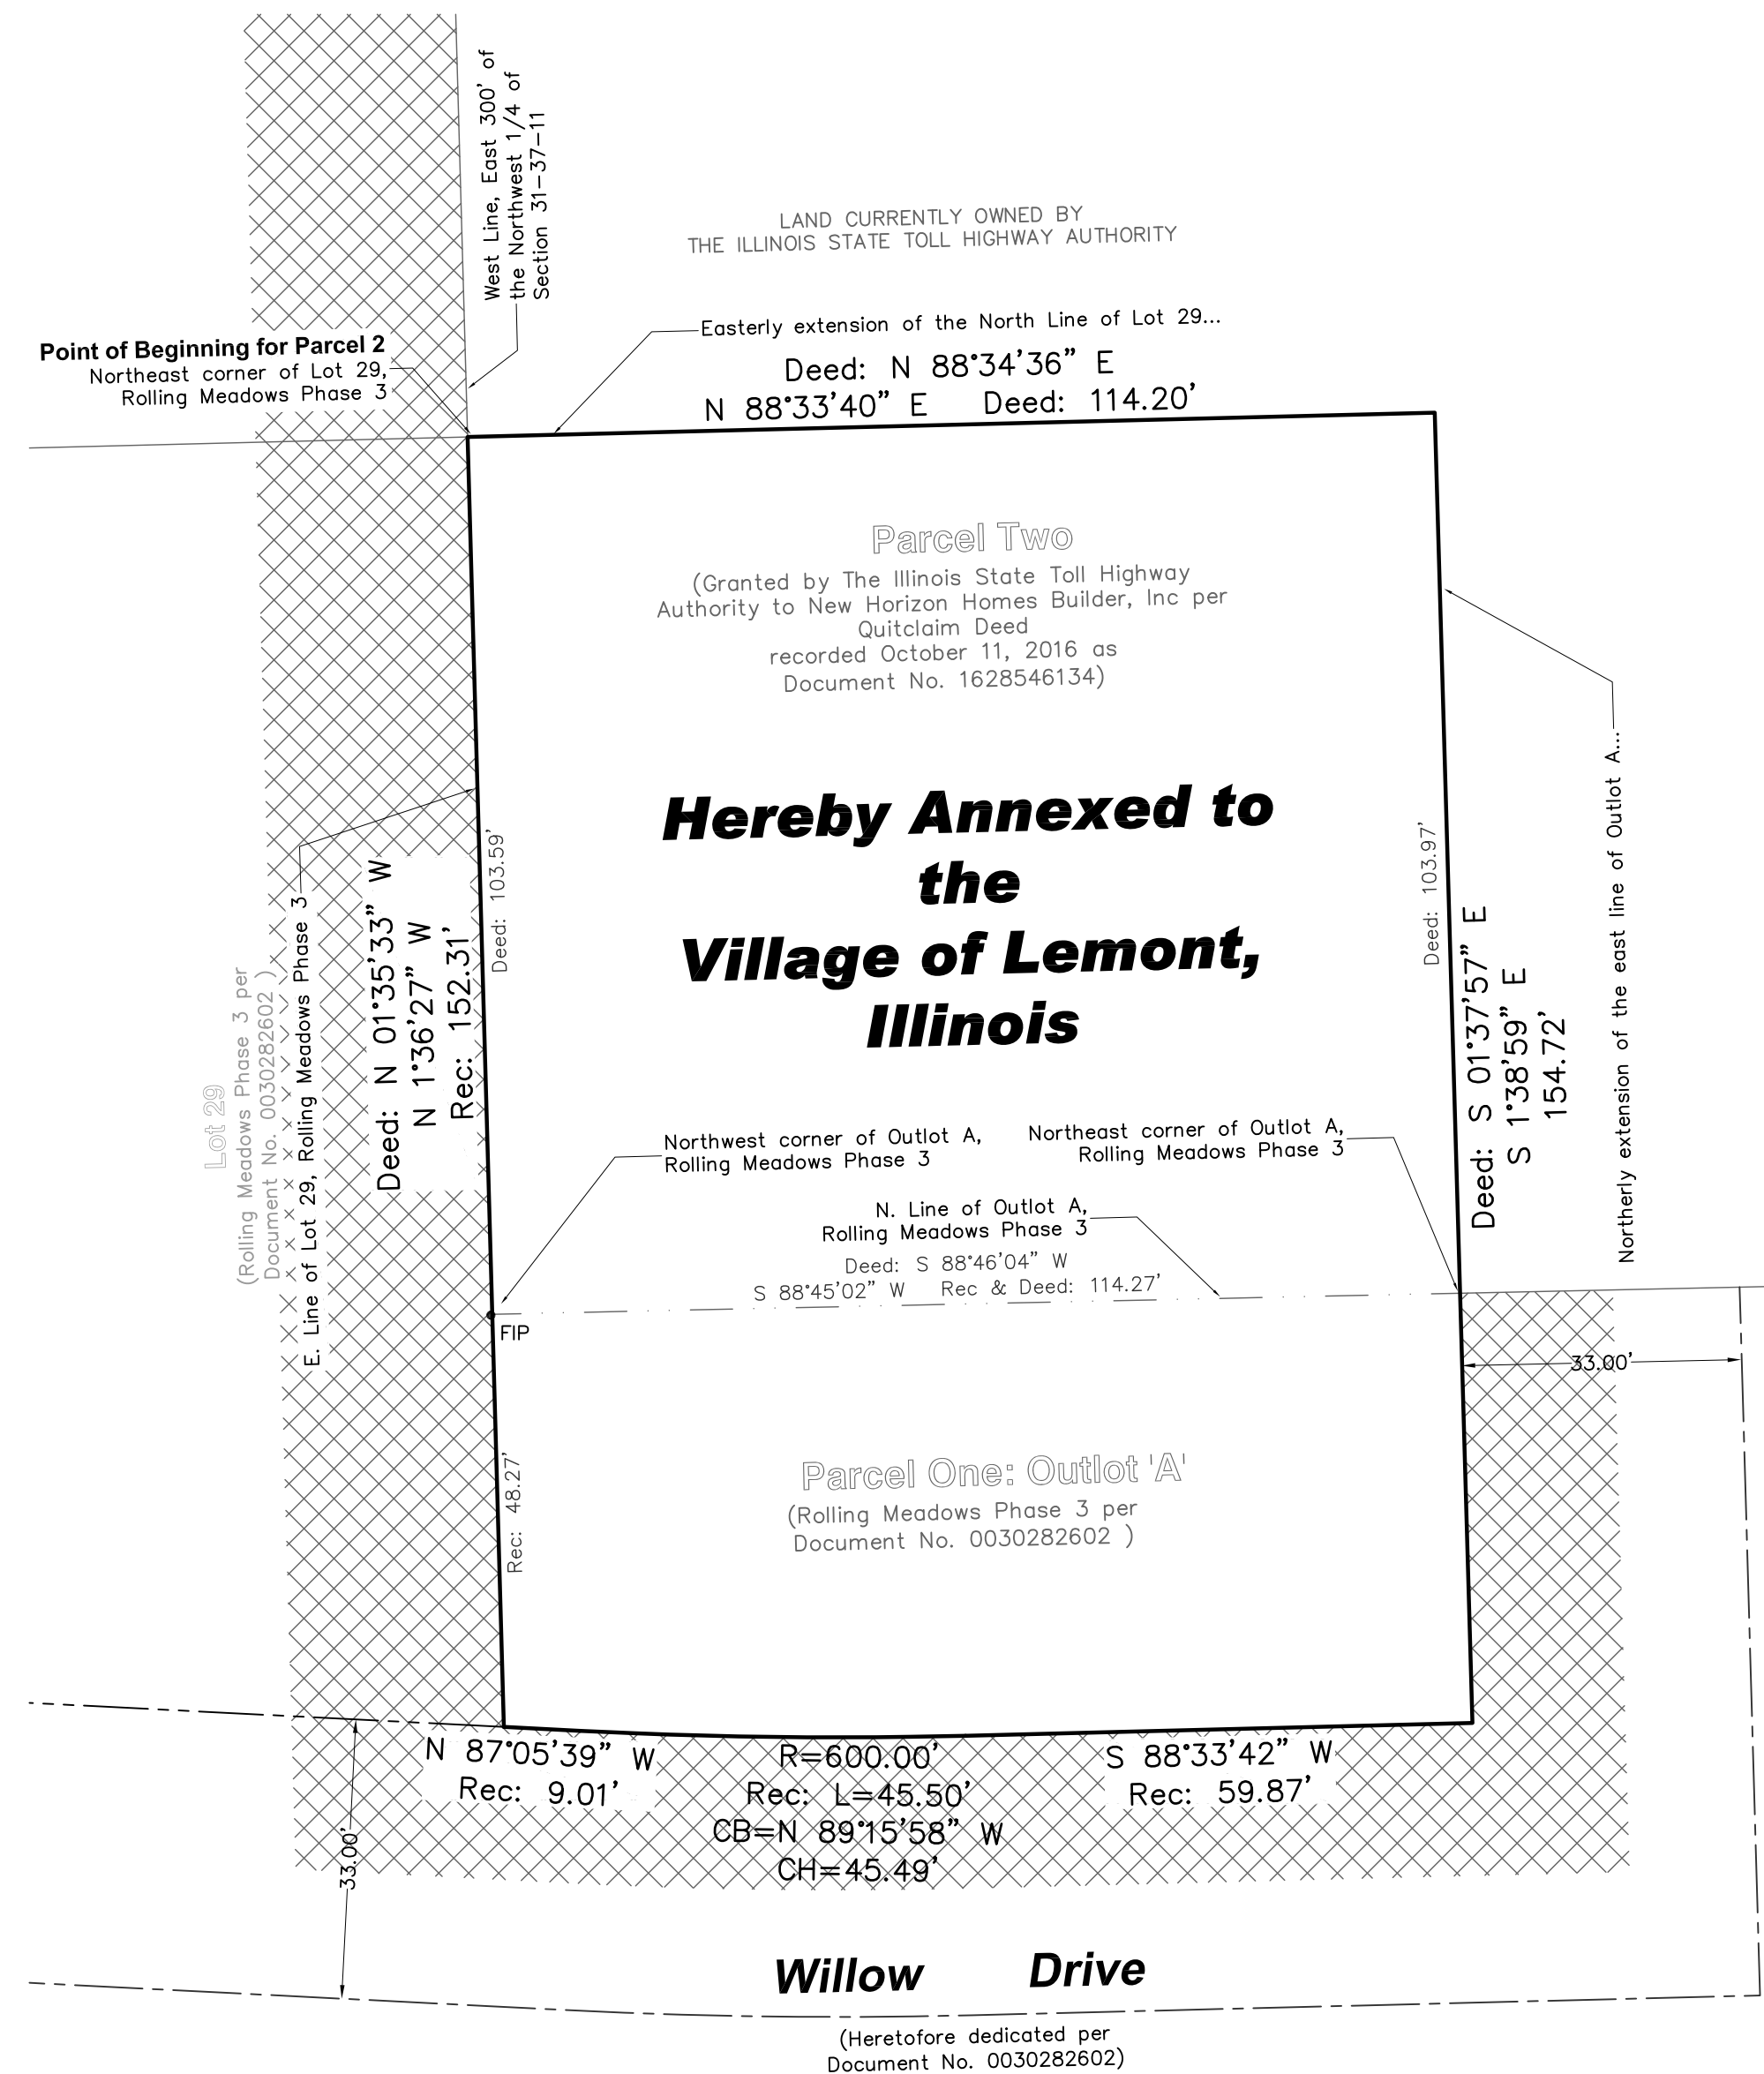 West Line, East 300' of
the Northwest 1/4 of
Section 31-37-11
LAND CURRENTLY OWNED BY
THE ILLINOIS STATE TOLL HIGHWAY AUTHORITY
Easterly extension of the North Line of Lot 29...
Point of Beginning for Parcel 2
Northeast corner of Lot 29,
Rolling Meadows Phase 3
Deed: N 88°34'36" E
N 88°33'40" E Deed: 114.20'
Parcel Two
(Granted by The Illinois State Toll Highway
Authority to New Horizon Homes Builder, Inc per
Quitclaim Deed
recorded October 11, 2016 as
Document No. 1628546134)
Hereby Annexed to
the
Village of Lemont,
Illinois
Lot 29
(Rolling Meadows Phase 3 per
Document No. 0030282602 )
E. Line of Lot 29, Rolling Meadows Phase 3
Deed: N 01°35'33" W
N 1°36'27" W
Rec: 152.31'
Deed: 103.59'
Deed: 103.97'
Deed: S 01°37'57" E
S 1°38'59" E
154.72'
Northerly extension of the east line of Outlot A...
Northwest corner of Outlot A,
Rolling Meadows Phase 3
Northeast corner of Outlot A,
Rolling Meadows Phase 3
N. Line of Outlot A,
Rolling Meadows Phase 3
Deed: S 88°46'04" W
S 88°45'02" W Rec & Deed: 114.27'
FIP
33.00'
Rec: 48.27'
Parcel One: Outlot 'A'
(Rolling Meadows Phase 3 per
Document No. 0030282602 )
N 87°05'39" W
Rec: 9.01'
R=600.00'
Rec: L=45.50'
CB=N 89°15'58" W
CH=45.49'
S 88°33'42" W
Rec: 59.87'
33.00'
Willow Drive
(Heretofore dedicated per
Document No. 0030282602)